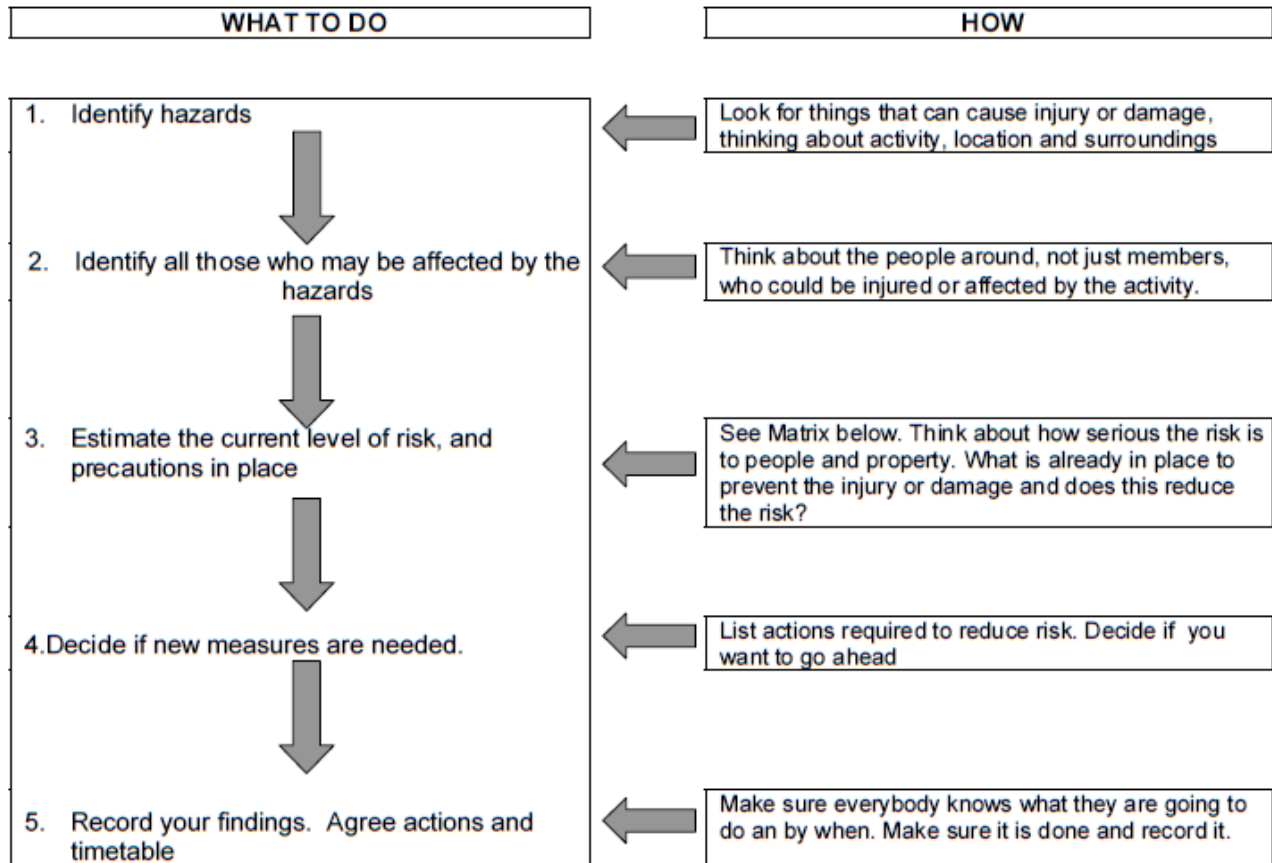 WHAT TO DO
HOW
1. Identify hazards
Look for things that can cause injury or damage,
thinking about activity, location and surroundings
2. Identify all those who may be affected by the
hazards
Think about the people around, not just members,
who could be injured or affected by the activity.
3. Estimate the current level of risk, and
precautions in place
See Matrix below. Think about how serious the risk is
to people and property. What is already in place to
prevent the injury or damage and does this reduce
the risk?
4.Decide if new measures are needed.
List actions required to reduce risk. Decide if you
want to go ahead
5. Record your findings. Agree actions and
timetable
Make sure everybody knows what they are going to
do an by when. Make sure it is done and record it.